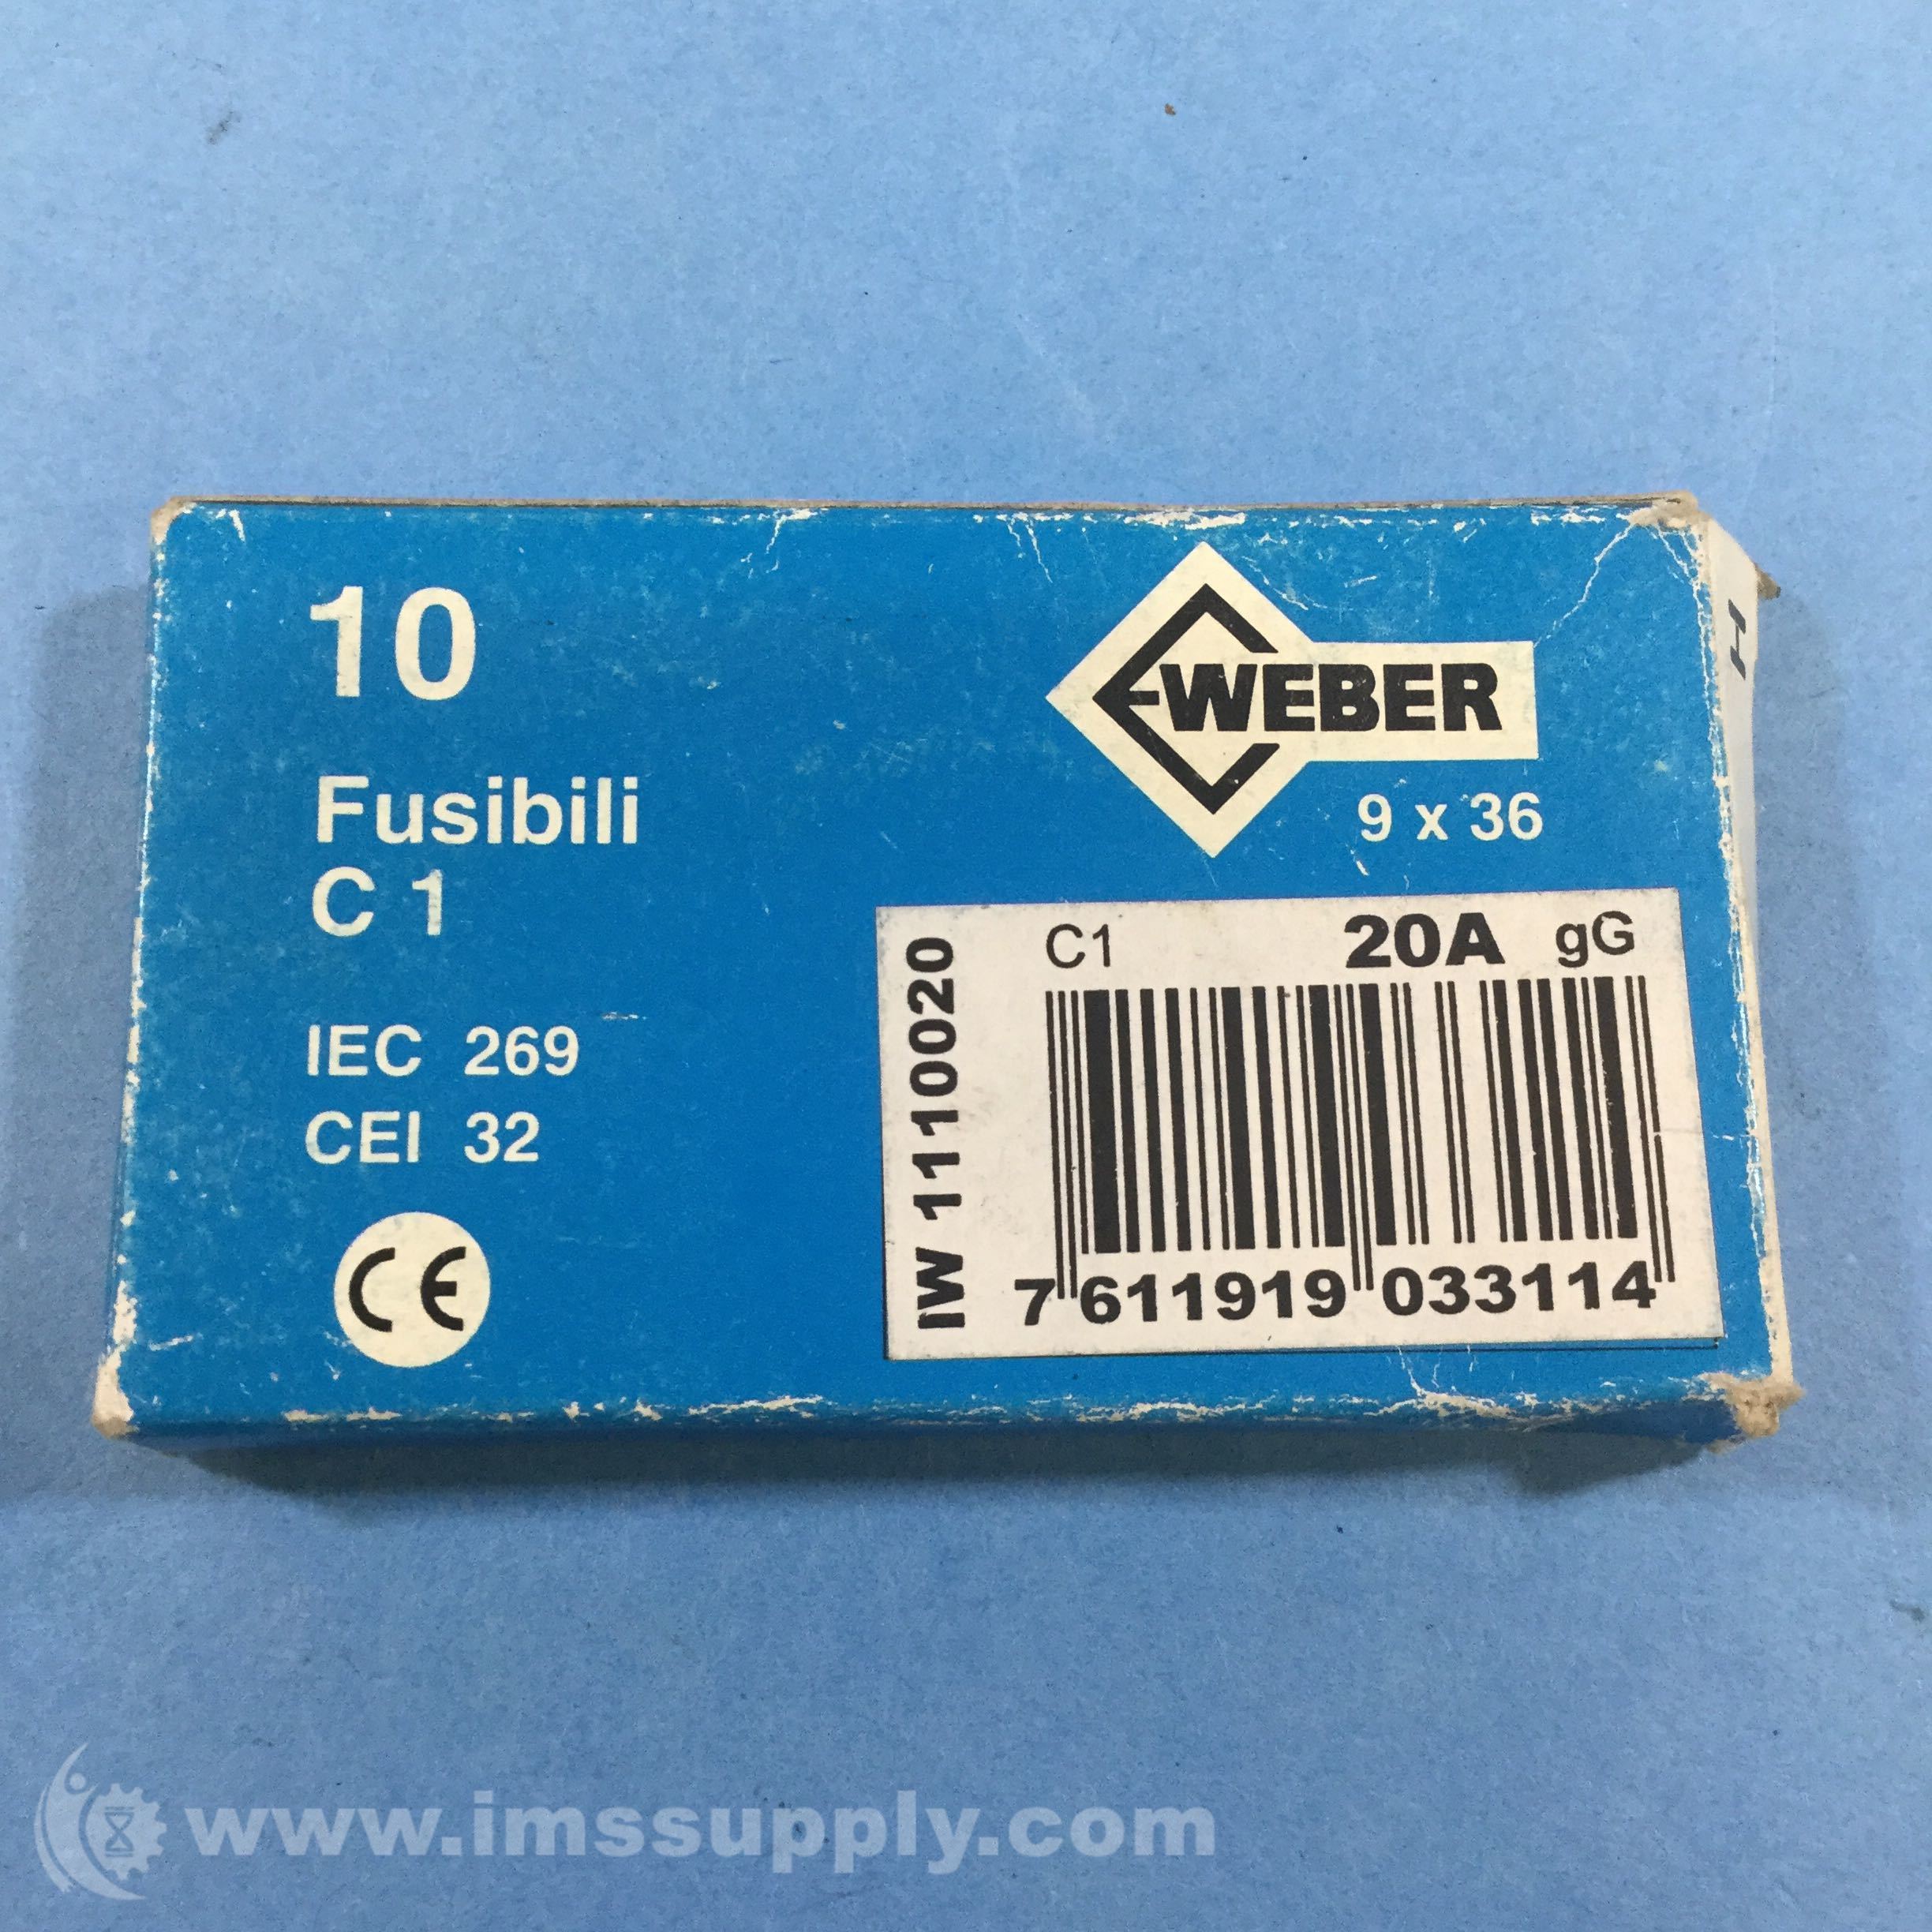 10
Fusibili
C 1
IEC 269
CEI 32
CE
WEBER
9 x 36
C1 20A gG
IW 1110020
7 611919 033114
H
www.imssupply.com